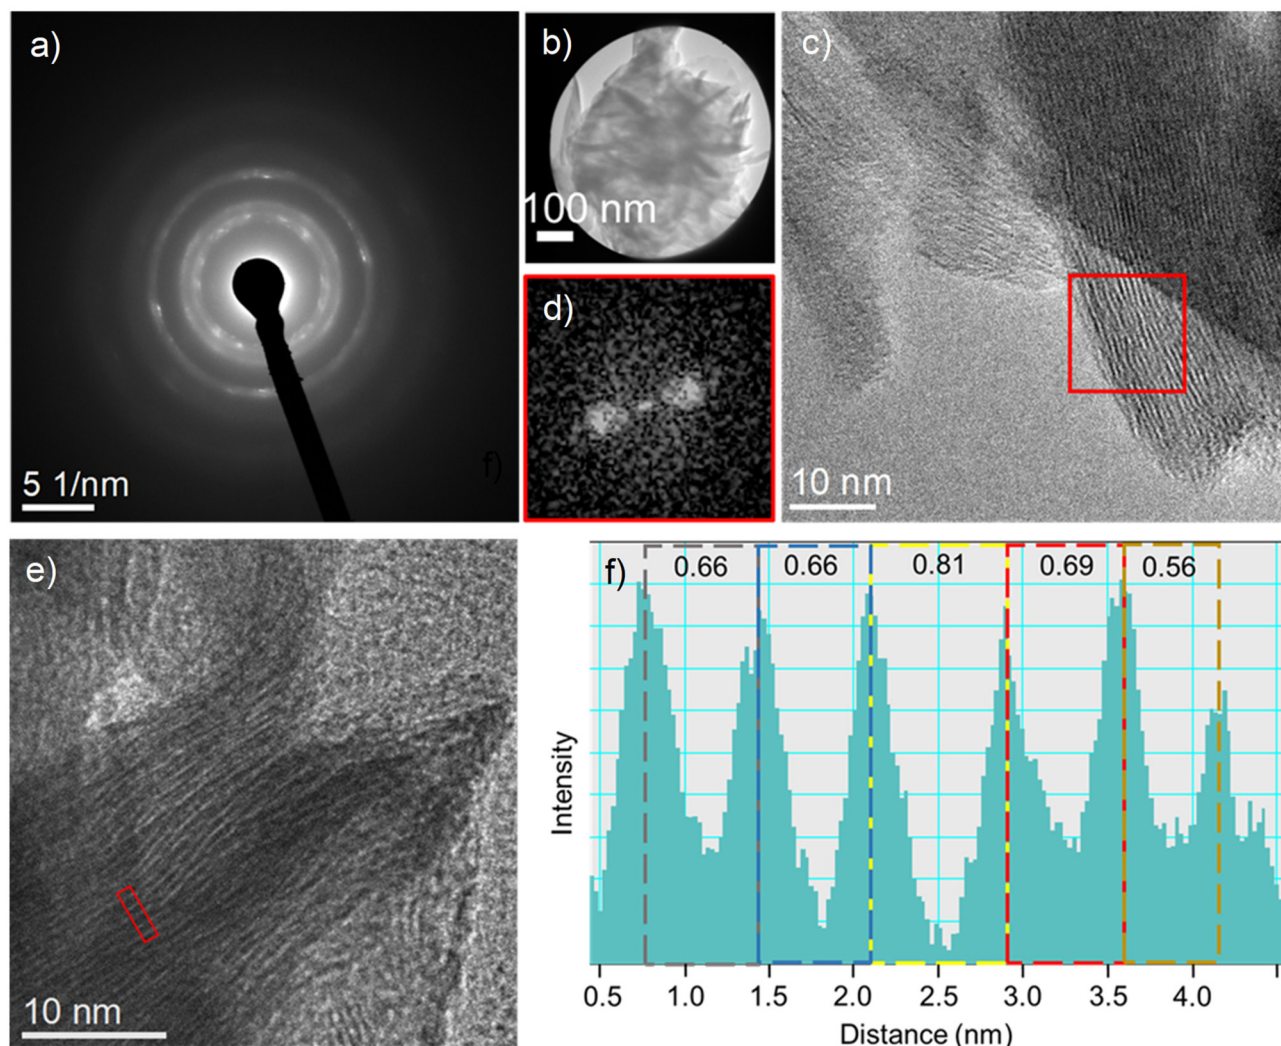 a)
5 1/nm
f)
b)
100 nm
c)
10 nm
d)
e)
10 nm
f)
0.66 0.66 0.81 0.69 0.56
Intensity
0.5 1.0 1.5 2.0 2.5 3.0 3.5 4.0
Distance (nm)